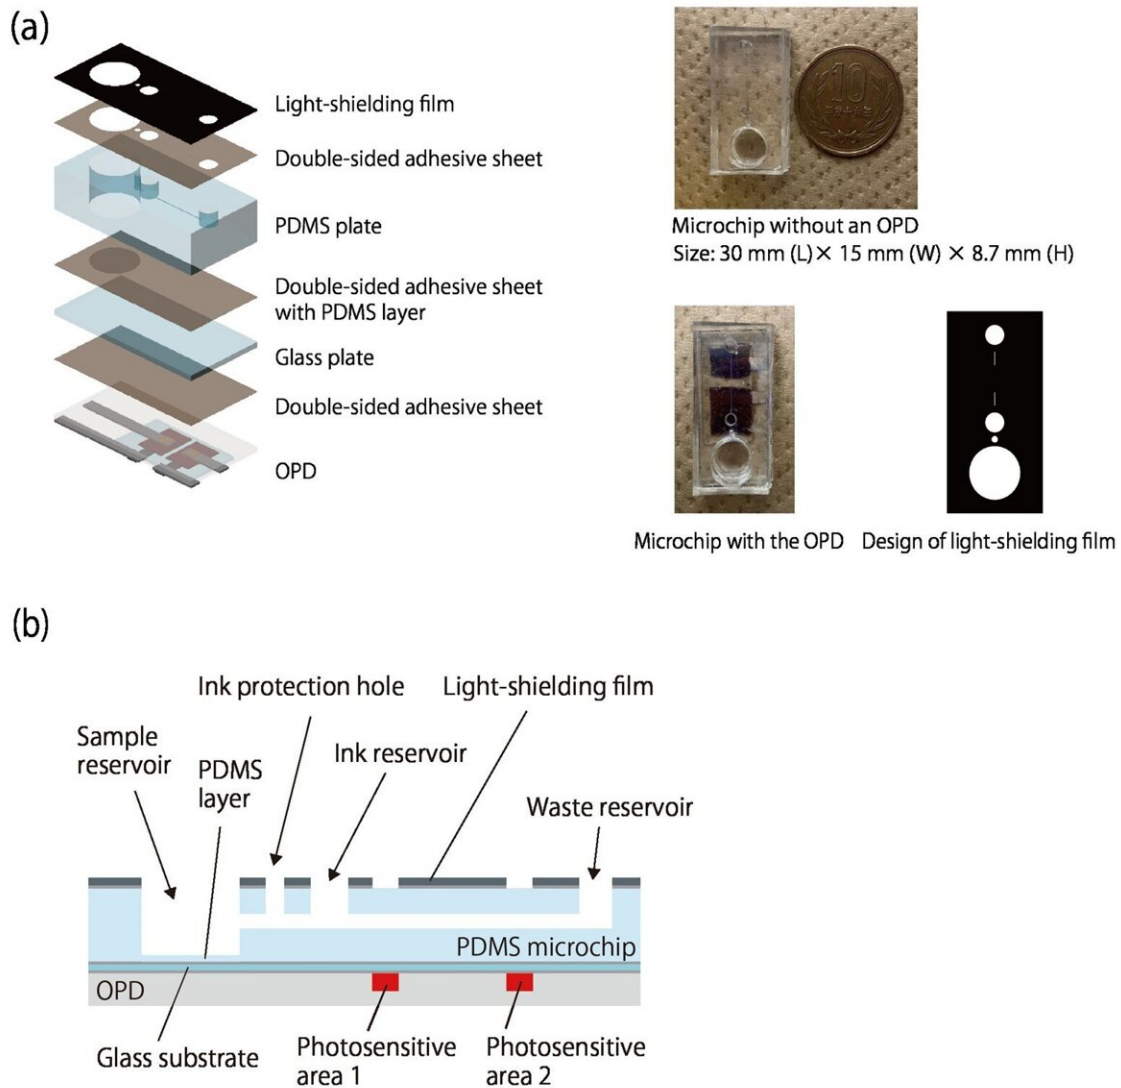 (a)
Light-shielding film
Double-sided adhesive sheet
PDMS plate
Double-sided adhesive sheet
with PDMS layer
Glass plate
Double-sided adhesive sheet
OPD
10
Microchip without an OPD
Size: 30 mm (L)× 15 mm (W) × 8.7 mm (H)
Microchip with the OPD
Design of light-shielding film
(b)
Ink protection hole
Light-shielding film
Sample
reservoir
PDMS
layer
Ink reservoir
Waste reservoir
PDMS microchip
OPD
Glass substrate
Photosensitive
area 1
Photosensitive
area 2